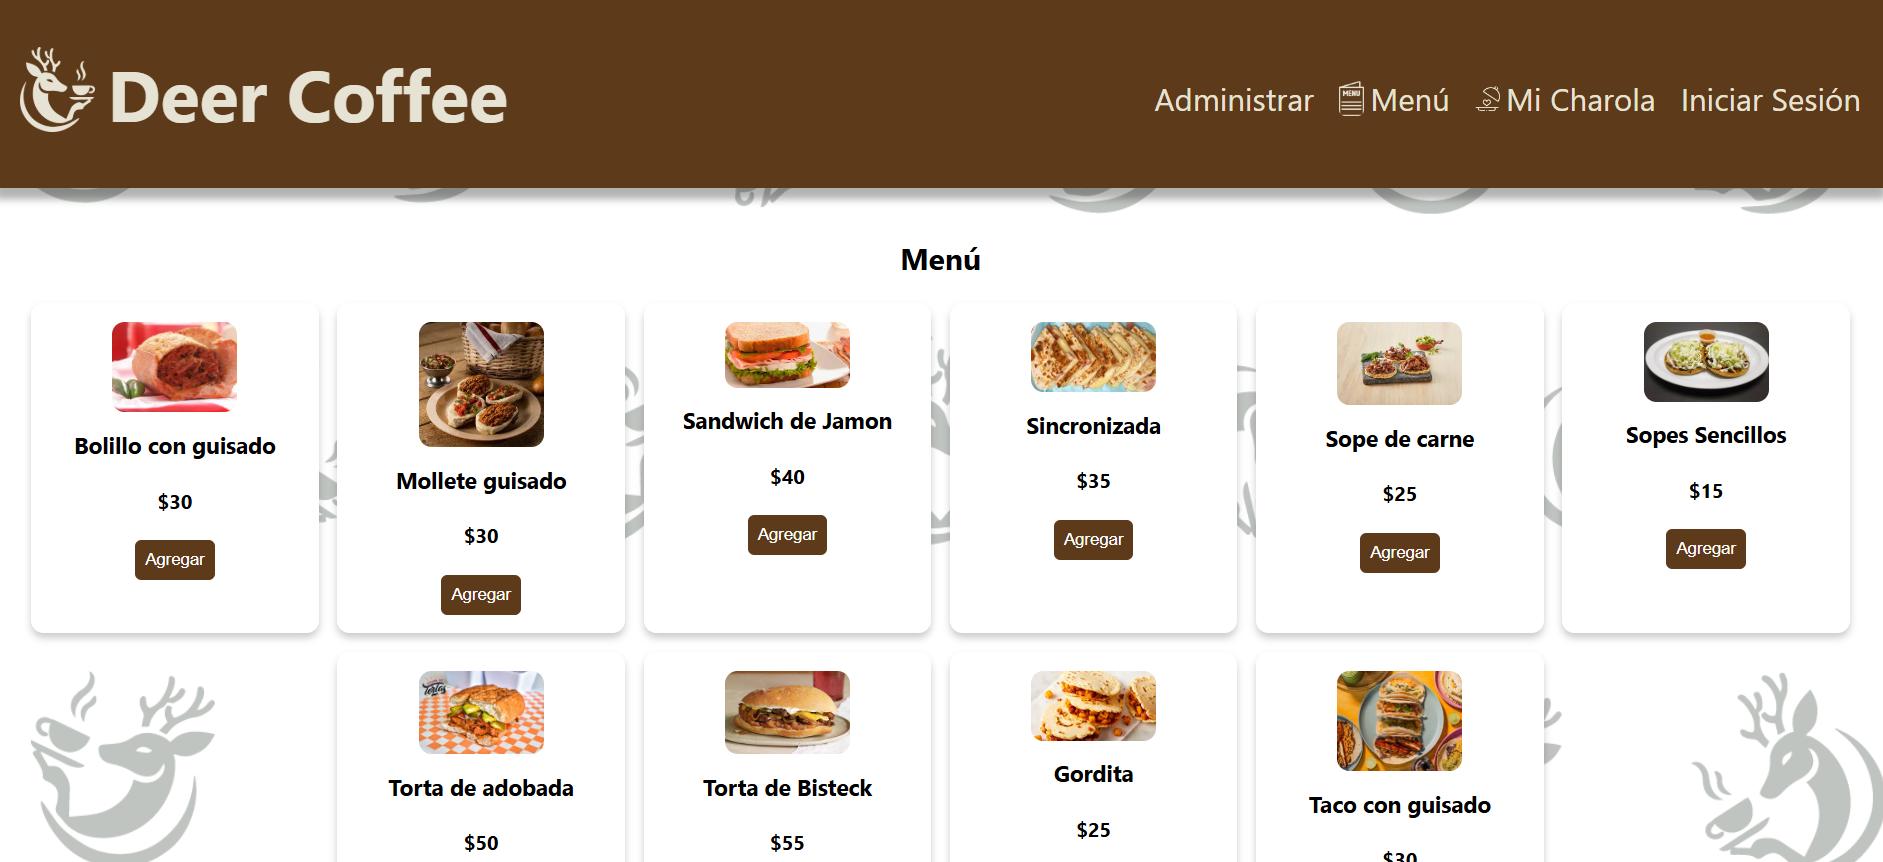 Deer Coffee
Administrar
MENU
Menú
Mi Charola
Iniciar Sesión
Menú
Bolillo con guisado
$30
Agregar
Mollete guisado
$30
Agregar
Sandwich de Jamon
$40
Agregar
Sincronizada
$35
Agregar
Sope de carne
$25
Agregar
Sopes Sencillos
$15
Agregar
tortas
Torta de adobada
$50
Torta de Bisteck
$55
Gordita
$25
Taco con guisado
$30